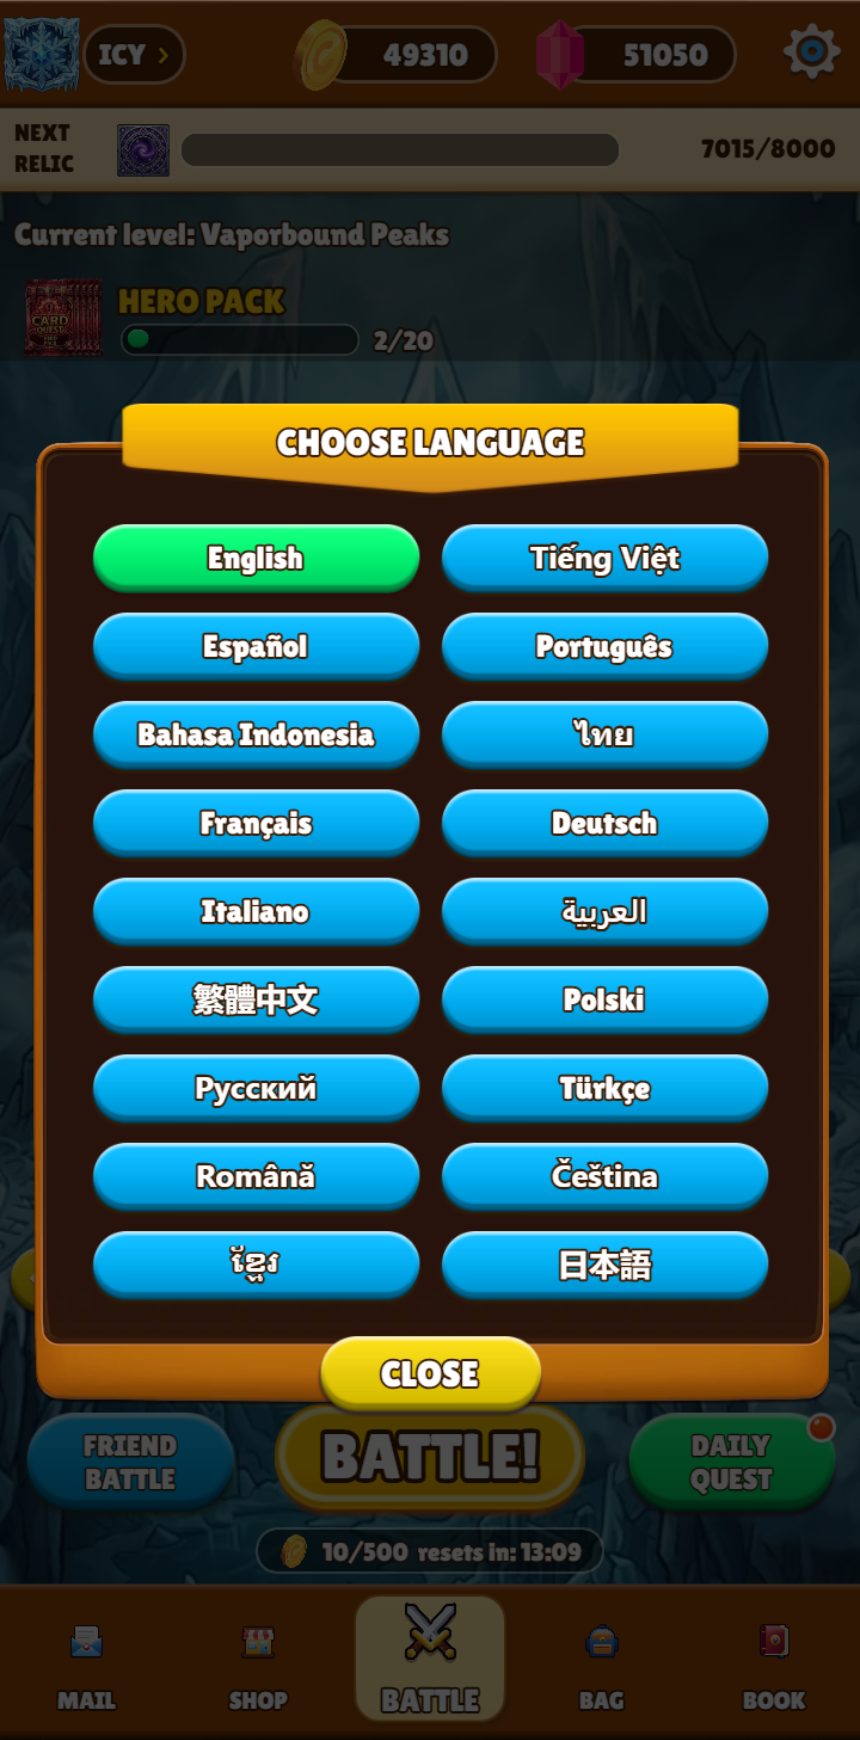 ICY
49310
51050
NEXT
RELIC
7015/8000
Current level: Vaporbound Peaks
CARD
QUEST
HERO PACK
2/20
CHOOSE LANGUAGE
English
Tiếng Việt
Español
Português
Bahasa Indonesia
ไทย
Français
Deutsch
Italiano
العربية
繁體中文
Polski
Русский
Türkçe
Română
Čeština
ខ្មែរ
日本語
CLOSE
FRIEND
BATTLE
BATTLE!
DAILY
QUEST
10/500 resets in: 13:09
MAIL
SHOP
BATTLE
BAG
BOOK